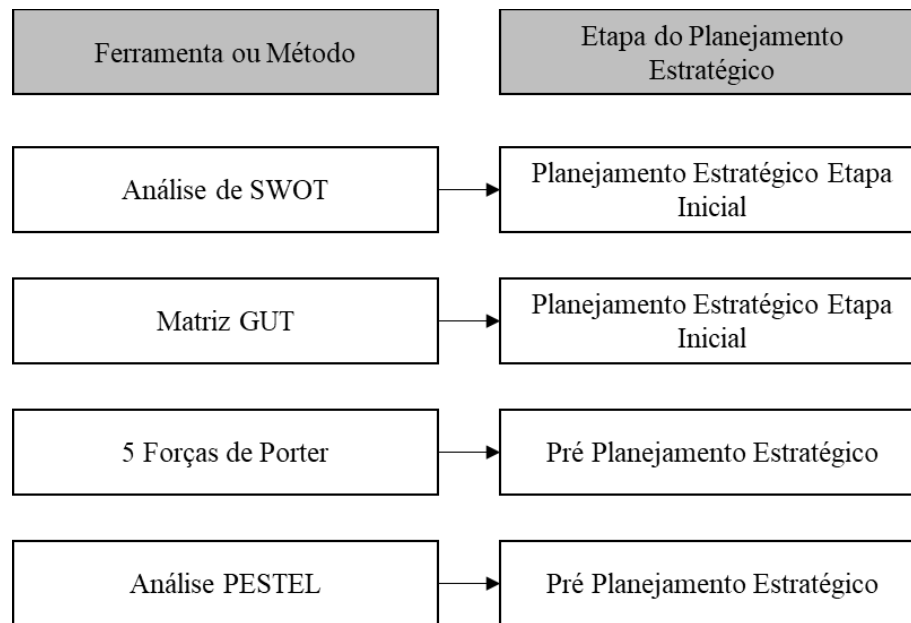 Ferramenta ou Método
Etapa do Planejamento
Estratégico
Análise de SWOT
Planejamento Estratégico Etapa
Inicial
Matriz GUT
Planejamento Estratégico Etapa
Inicial
5 Forças de Porter
Pré Planejamento Estratégico
Análise PESTEL
Pré Planejamento Estratégico